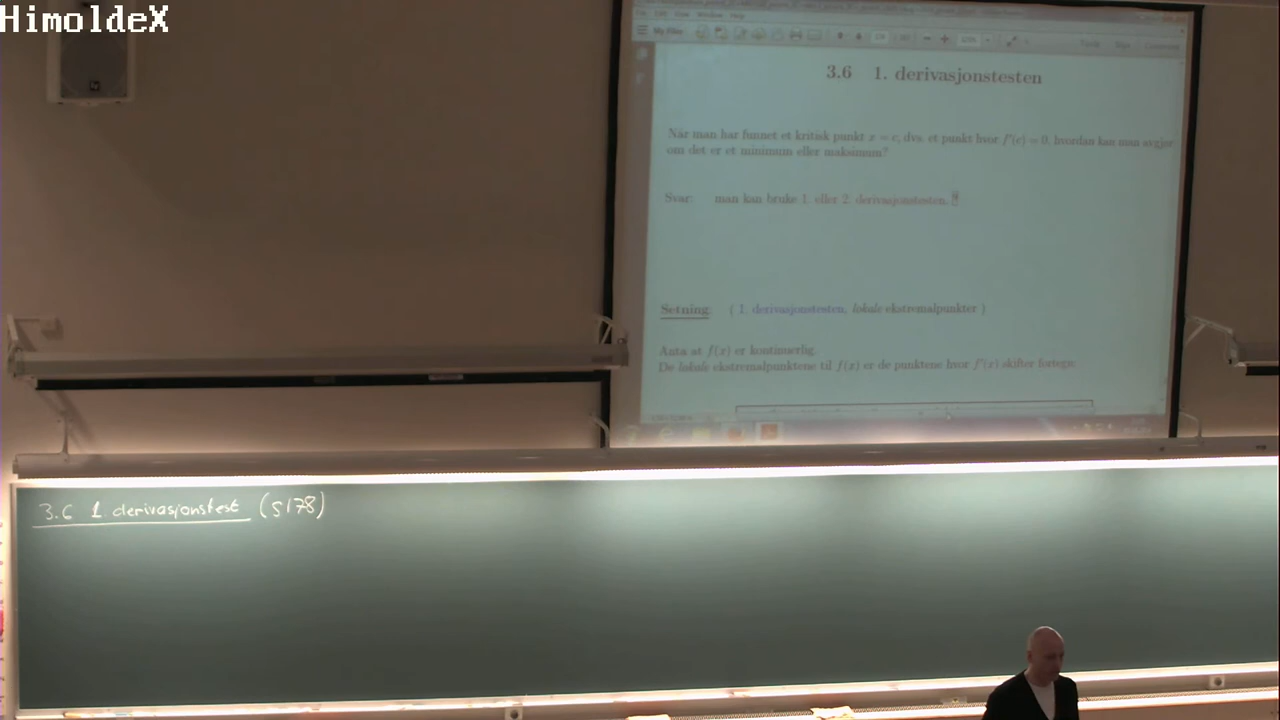 HimoldeX
My Files
3.6 1. derivasjonstesten
Når man har funnet et kritisk punkt x = c, dvs. et punkt hvor f'(c) = 0, hvordan kan man avgjør
om det er et minimum eller maksimum?
Svar: man kan bruke 1. eller 2. derivasjonstesten.
Setning: ( 1. derivasjonstesten, lokale ekstremalpunkter )
Anta at f(x) er kontinuerlig.
De lokale ekstremalpunktene til f(x) er de punktene hvor f'(x) skifter fortegn:
3.6 1. derivasjonstest (s178)